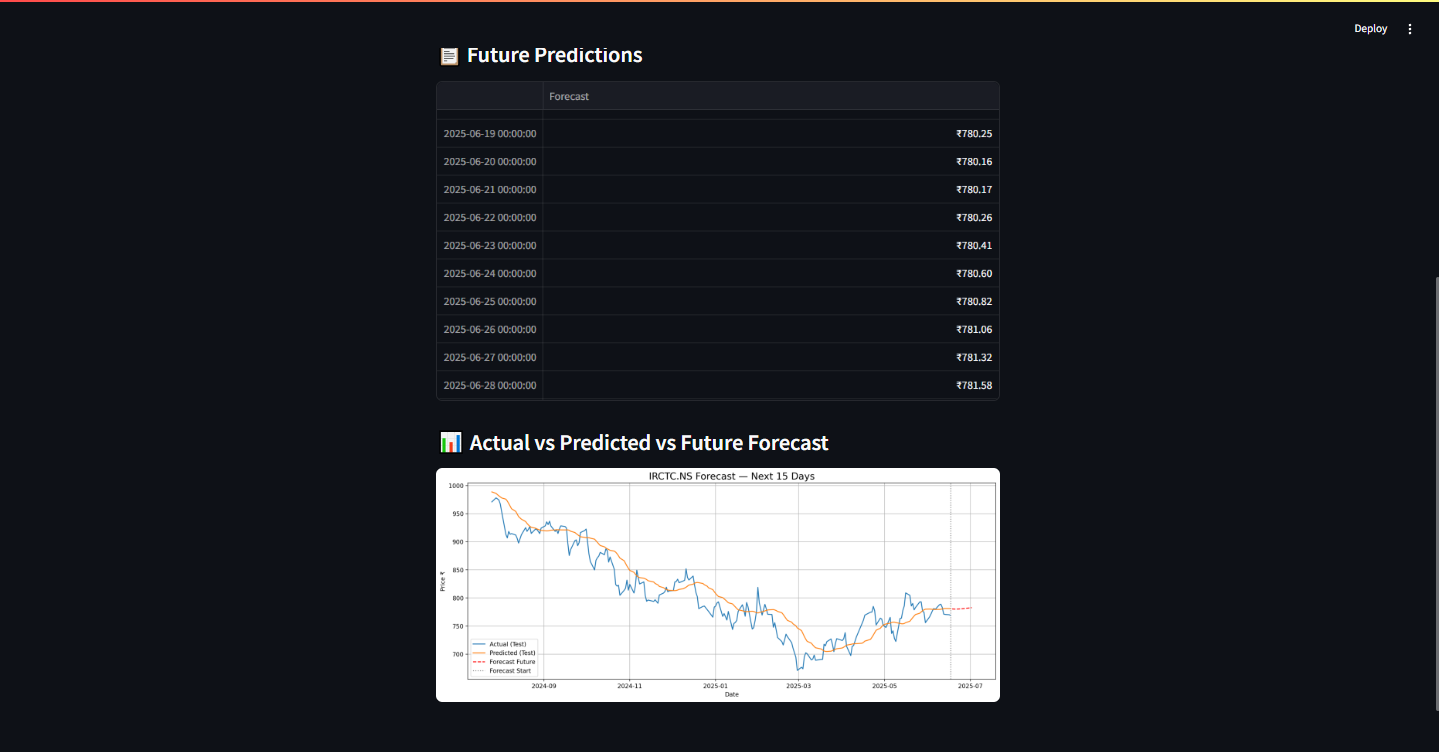 Deploy
Future Predictions
Forecast
2025-06-19 00:00:00 ₹780.25
2025-06-20 00:00:00 ₹780.16
2025-06-21 00:00:00 ₹780.17
2025-06-22 00:00:00 ₹780.26
2025-06-23 00:00:00 ₹780.41
2025-06-24 00:00:00 ₹780.60
2025-06-25 00:00:00 ₹780.82
2025-06-26 00:00:00 ₹781.06
2025-06-27 00:00:00 ₹781.32
2025-06-28 00:00:00 ₹781.58
Actual vs Predicted vs Future Forecast
IRCTC.NS Forecast — Next 15 Days
1000
950
900
850
800
750
700
Price ₹
Actual (Test)
Predicted (Test)
Forecast Future
Forecast Start
2024-09 2024-11 2025-01 2025-03 2025-05 2025-07
Date